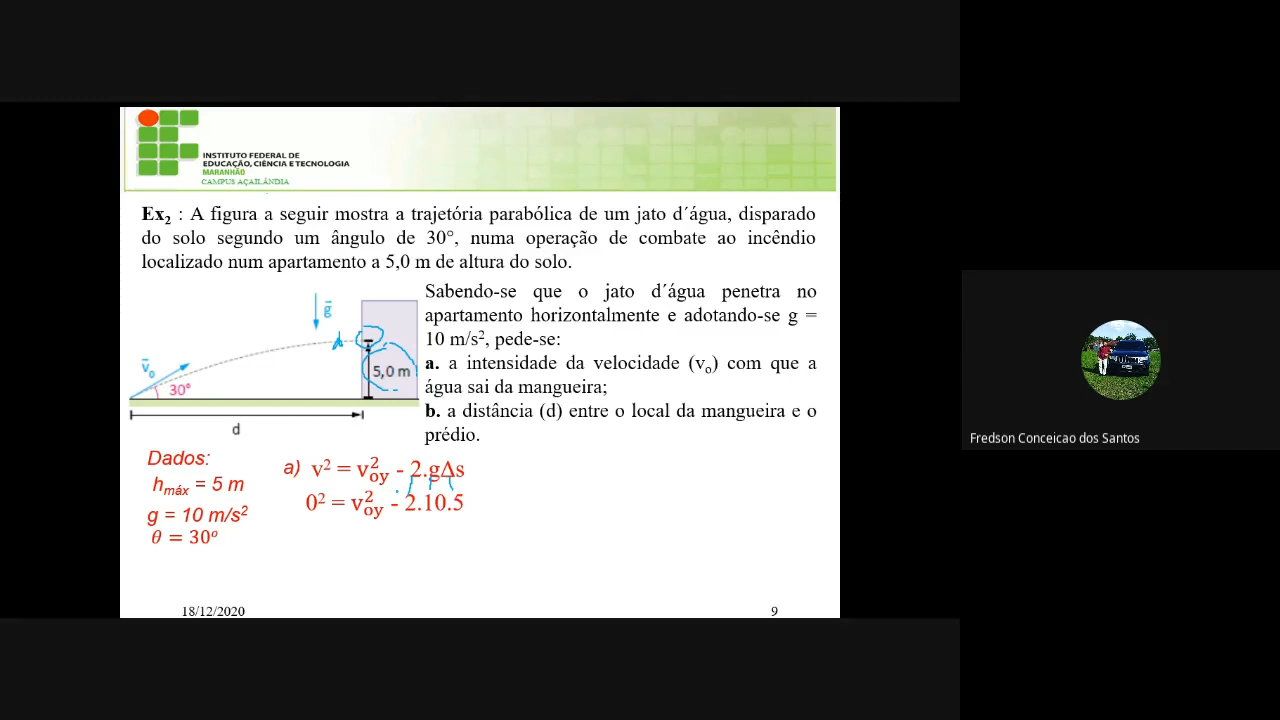 INSTITUTO FEDERAL DE
EDUCAÇÃO, CIÊNCIA E TECNOLOGIA
MARANHÃO
CAMPUS AÇAILÂNDIA
Ex₂ : A figura a seguir mostra a trajetória parabólica de um jato d´água, disparado
do solo segundo um ângulo de 30°, numa operação de combate ao incêndio
localizado num apartamento a 5,0 m de altura do solo.
Sabendo-se que o jato d´água penetra no
apartamento horizontalmente e adotando-se g =
10 m/s², pede-se:
a. a intensidade da velocidade (v₀) com que a
água sai da mangueira;
b. a distância (d) entre o local da mangueira e o
prédio.
g
v₀
30°
5,0 m
d
Dados:
hmáx = 5 m
g = 10 m/s²
θ = 30º
a) v² = v²oy - 2.gΔs
0² = v²oy - 2.10.5
18/12/2020
9
Fredson Conceicao dos Santos